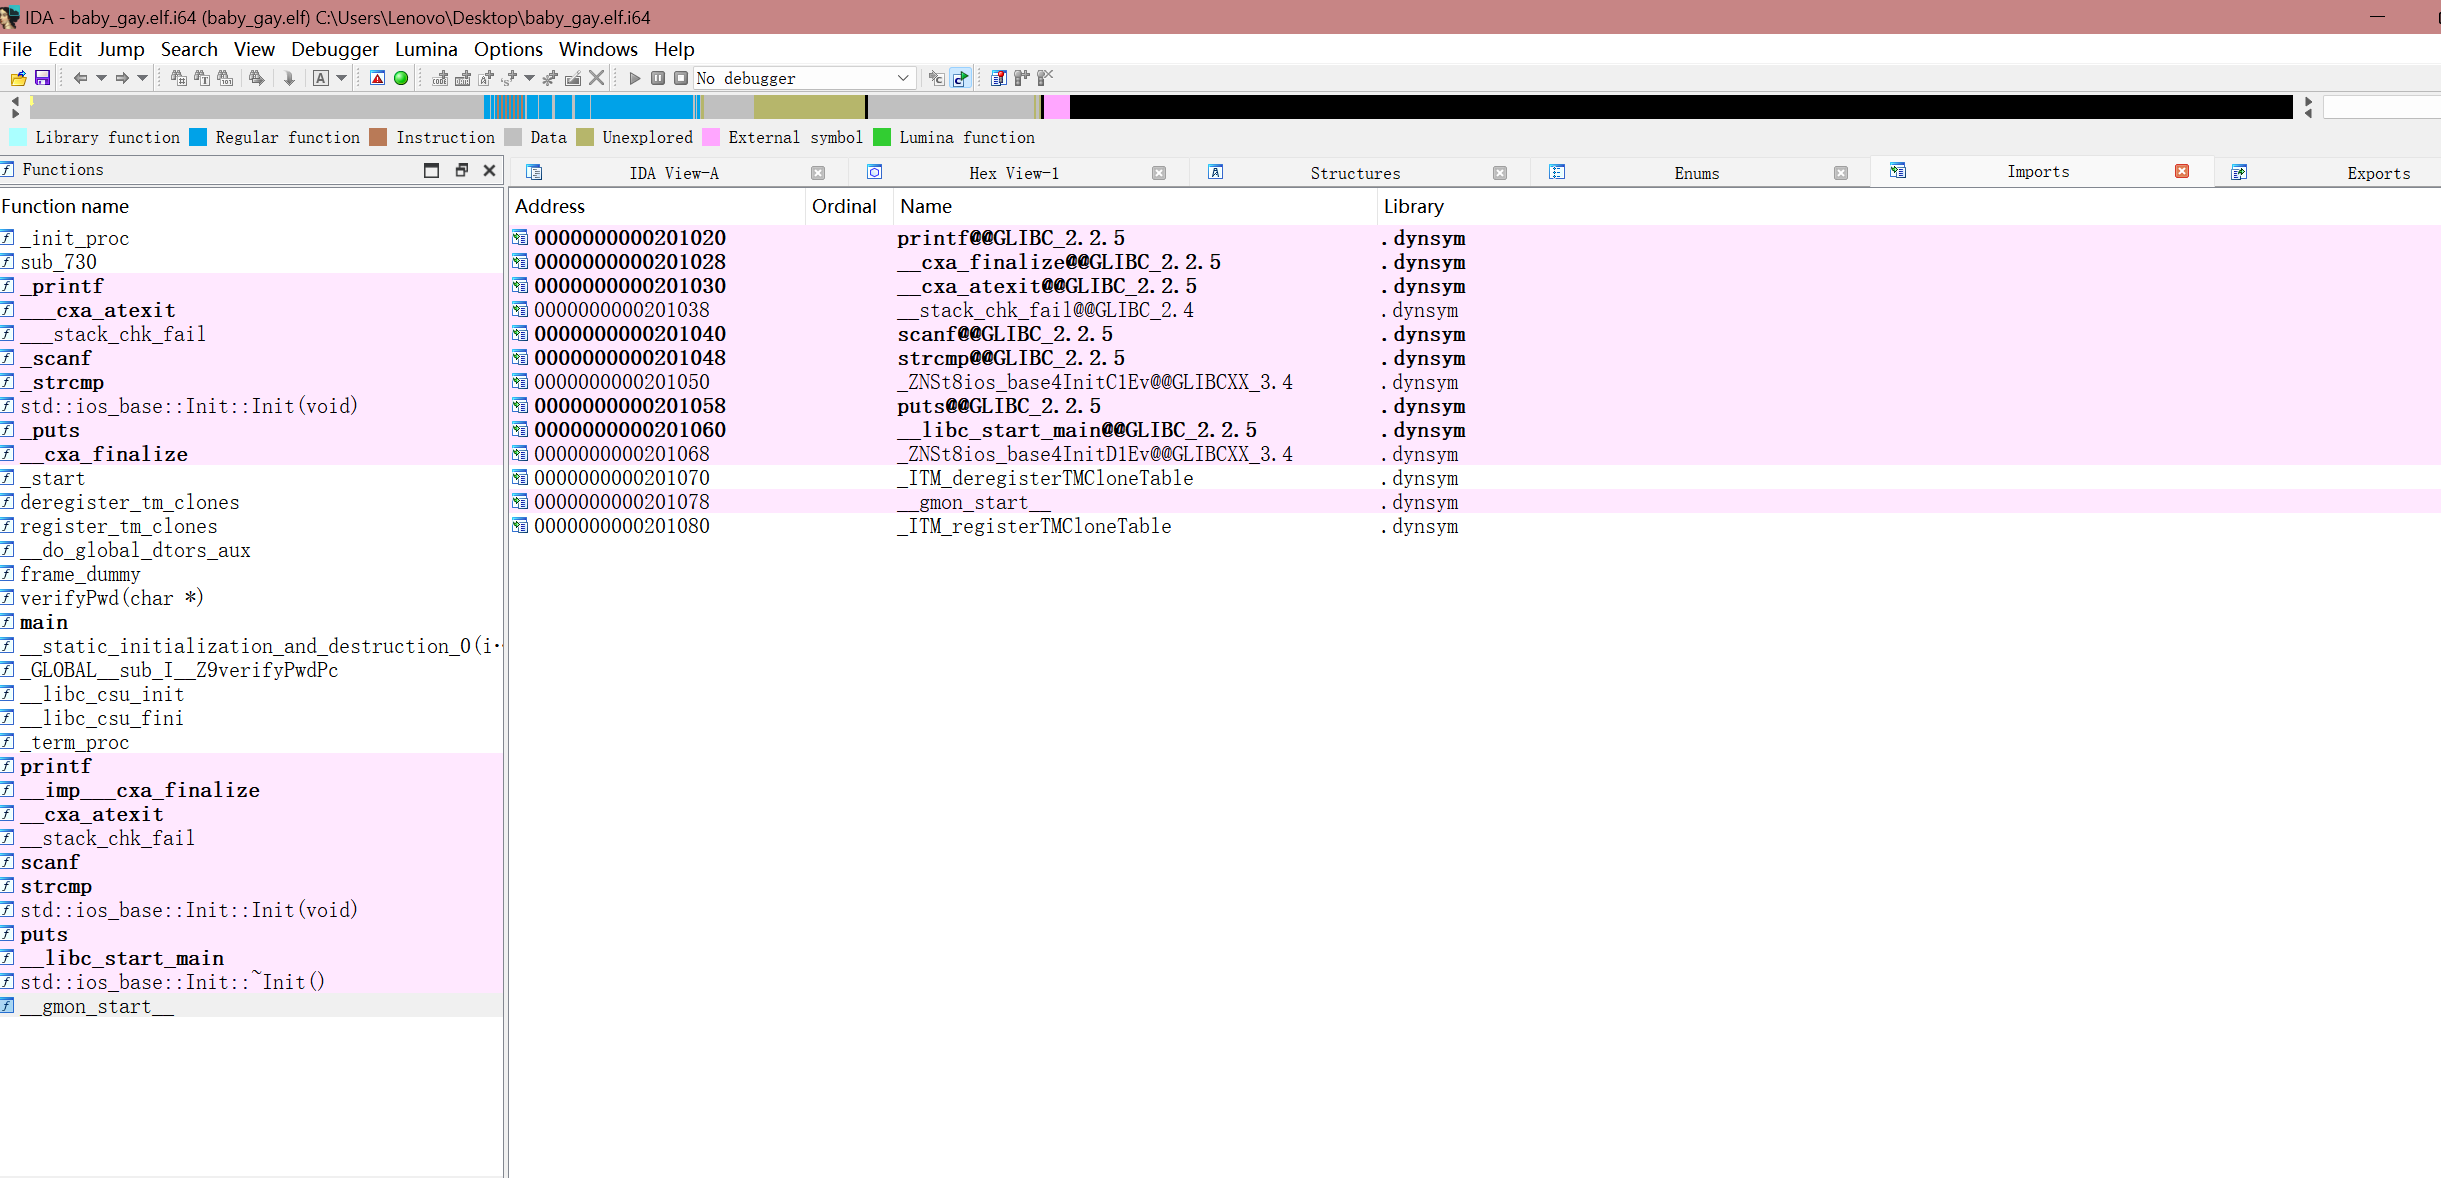 IDA - baby_gay.elf.i64 (baby_gay.elf) C:\Users\Lenovo\Desktop\baby_gay.elf.i64
File Edit Jump Search View Debugger Lumina Options Windows Help
No debugger
Library function Regular function Instruction Data Unexplored External symbol Lumina function
Functions
IDA View-A Hex View-1 Structures Enums Imports Exports
Function name
_init_proc
sub_730
_printf
___cxa_atexit
___stack_chk_fail
_scanf
_strcmp
std::ios_base::Init::Init(void)
_puts
__cxa_finalize
_start
deregister_tm_clones
register_tm_clones
__do_global_dtors_aux
frame_dummy
verifyPwd(char *)
main
__static_initialization_and_destruction_0(i…
_GLOBAL__sub_I__Z9verifyPwdPc
__libc_csu_init
__libc_csu_fini
_term_proc
printf
__imp___cxa_finalize
__cxa_atexit
__stack_chk_fail
scanf
strcmp
std::ios_base::Init::Init(void)
puts
__libc_start_main
std::ios_base::Init::~Init()
__gmon_start__
Address Ordinal Name Library
0000000000201020 printf@@GLIBC_2.2.5 .dynsym
0000000000201028 __cxa_finalize@@GLIBC_2.2.5 .dynsym
0000000000201030 __cxa_atexit@@GLIBC_2.2.5 .dynsym
0000000000201038 __stack_chk_fail@@GLIBC_2.4 .dynsym
0000000000201040 scanf@@GLIBC_2.2.5 .dynsym
0000000000201048 strcmp@@GLIBC_2.2.5 .dynsym
0000000000201050 _ZNSt8ios_base4InitC1Ev@@GLIBCXX_3.4 .dynsym
0000000000201058 puts@@GLIBC_2.2.5 .dynsym
0000000000201060 __libc_start_main@@GLIBC_2.2.5 .dynsym
0000000000201068 _ZNSt8ios_base4InitD1Ev@@GLIBCXX_3.4 .dynsym
0000000000201070 _ITM_deregisterTMCloneTable .dynsym
0000000000201078 __gmon_start__ .dynsym
0000000000201080 _ITM_registerTMCloneTable .dynsym